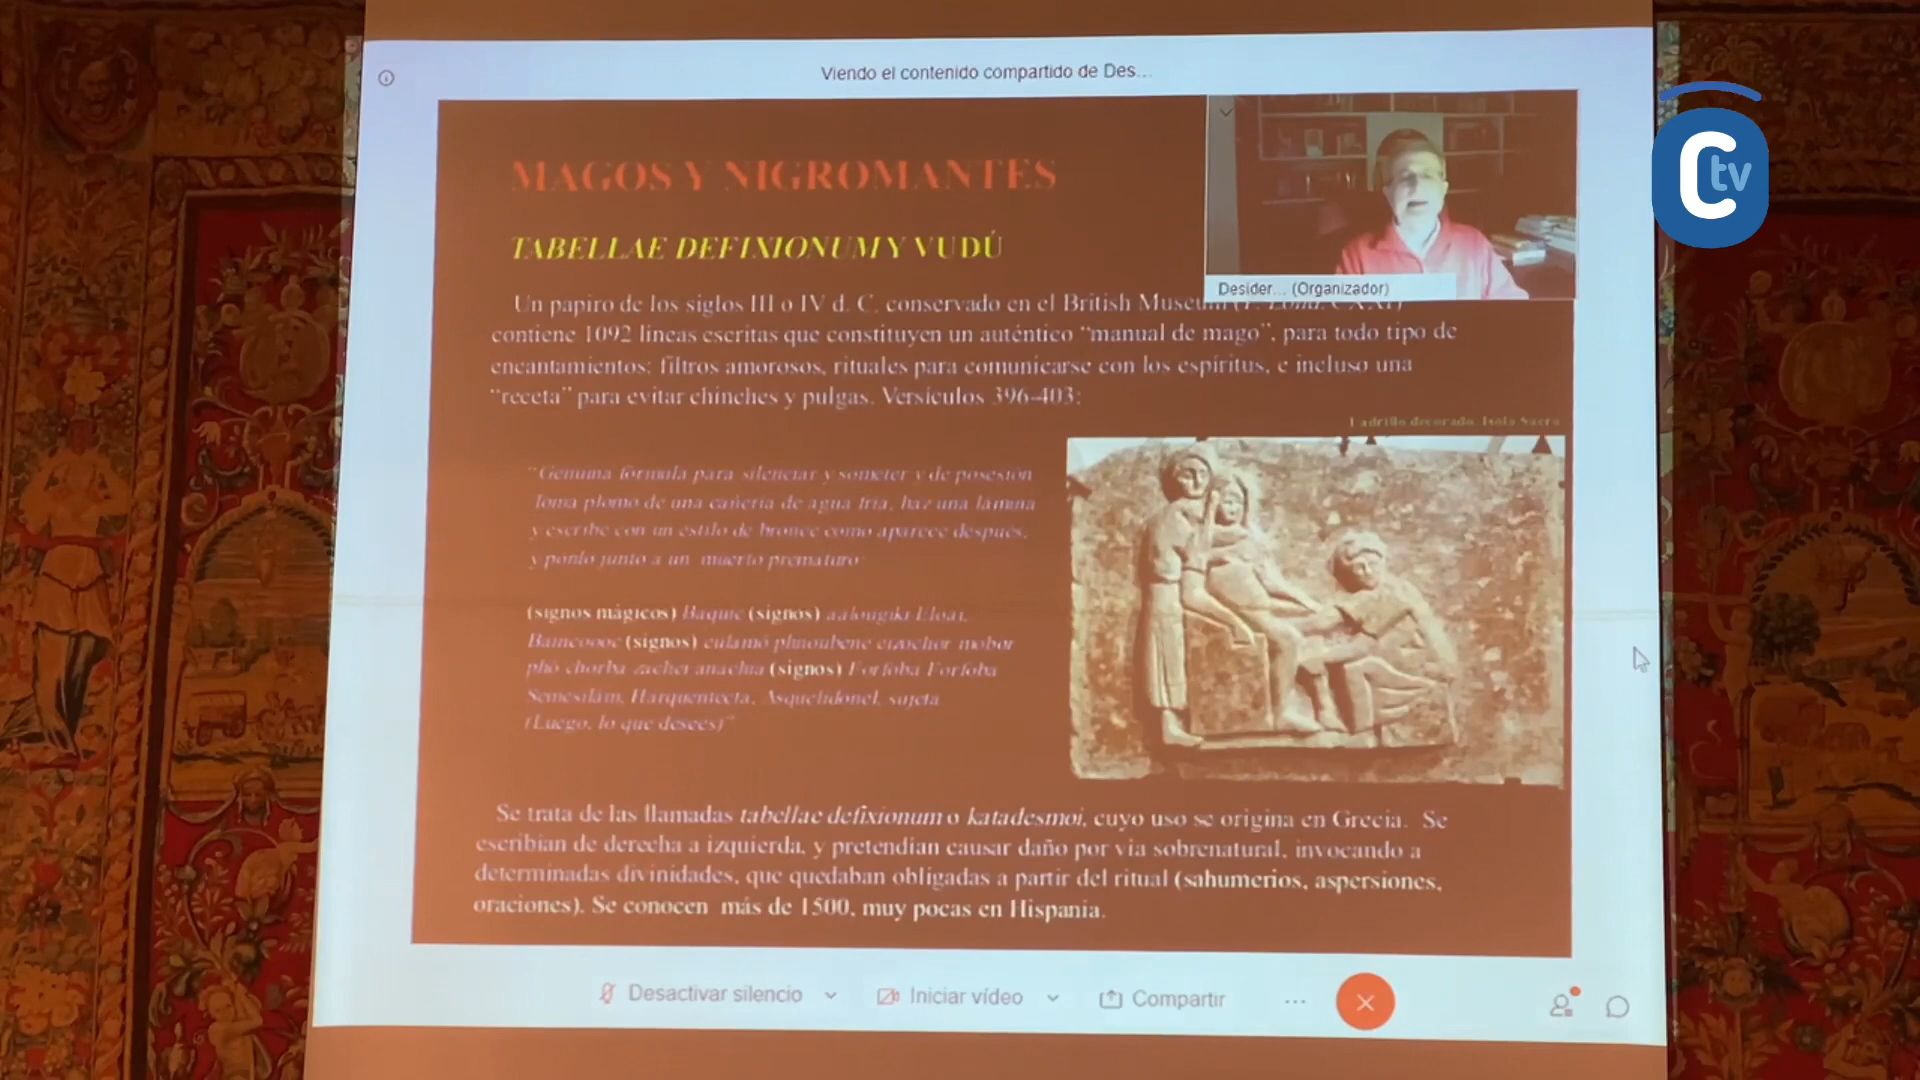 Viendo el contenido compartido de Des...
C tv
MAGOS Y NIGROMANTES
TABELLAE DEFIXIONUM Y VUDÚ
Desider... (Organizador)
Un papiro de los siglos III o IV d. C. conservado en el British Museum
contiene 1092 líneas escritas que constituyen un auténtico “manual de mago”, para todo tipo de
encantamientos: filtros amorosos, rituales para comunicarse con los espíritus, e incluso una
“receta” para evitar chinches y pulgas. Versículos 396-403:
Ladrillo decorado. Isola Sacra
“Genuina fórmula para silenciar y someter y de posesión
Toma plomo de una cañería de agua fría, haz una lámina
y escribe con un estilo de bronce como aparece después,
y ponlo junto a un muerto prematuro
(signos mágicos) (signos)
(signos)
(signos) Forfoba Forfoba
sujeta
(Luego, lo que desees)”
Se trata de las llamadas tabellae defixionum o katadesmoi, cuyo uso se origina en Grecia. Se
escribían de derecha a izquierda, y pretendían causar daño por vía sobrenatural, invocando a
determinadas divinidades, que quedaban obligadas a partir del ritual (sahumerios, aspersiones,
oraciones). Se conocen más de 1500, muy pocas en Hispania.
Desactivar silencio
Iniciar vídeo
Compartir